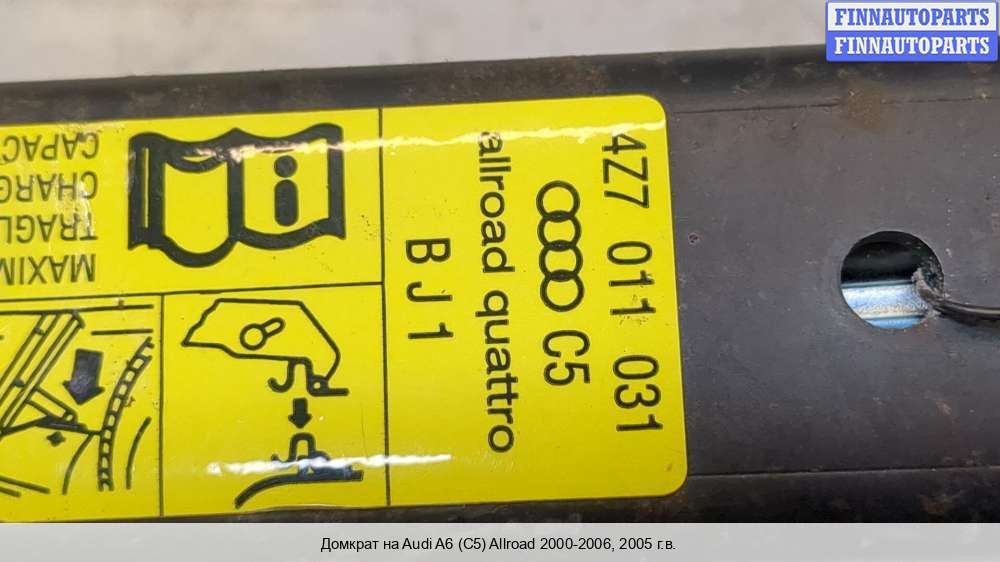 FINNAUTOPARTS
FINNAUTOPARTS
4Z7 011 031
C5
allroad quattro
B J 1
MAXIM
TRAGL
CHARG
CAPAC
Домкрат на Audi A6 (C5) Allroad 2000-2006, 2005 г.в.